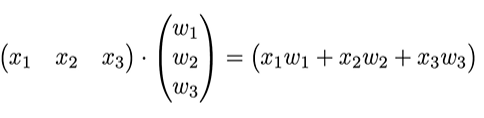 (x₁ x₂ x₃) · (w₁ w₂ w₃) = (x₁w₁ + x₂w₂ + x₃w₃)